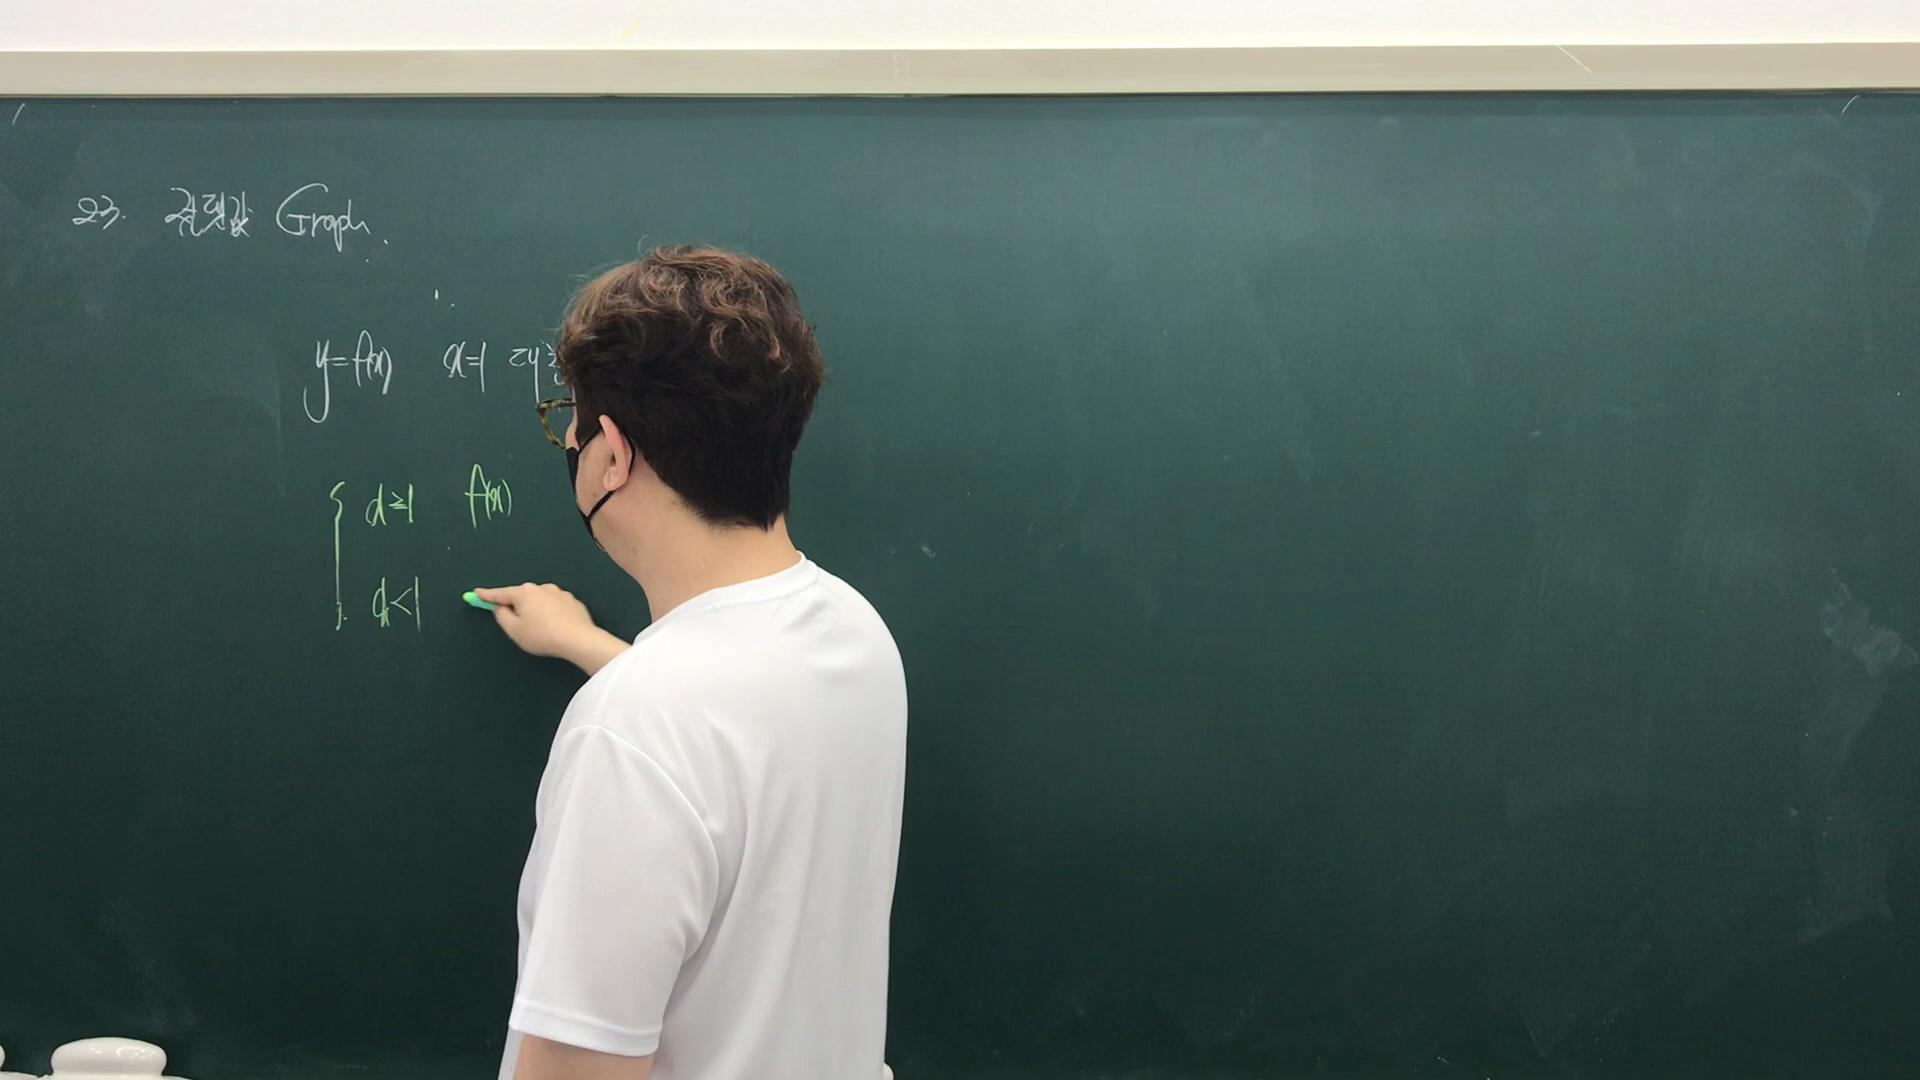 23. 절댓값 Graph.
y=f(x) x=1 대칭
x≥1 f(x)
x<1